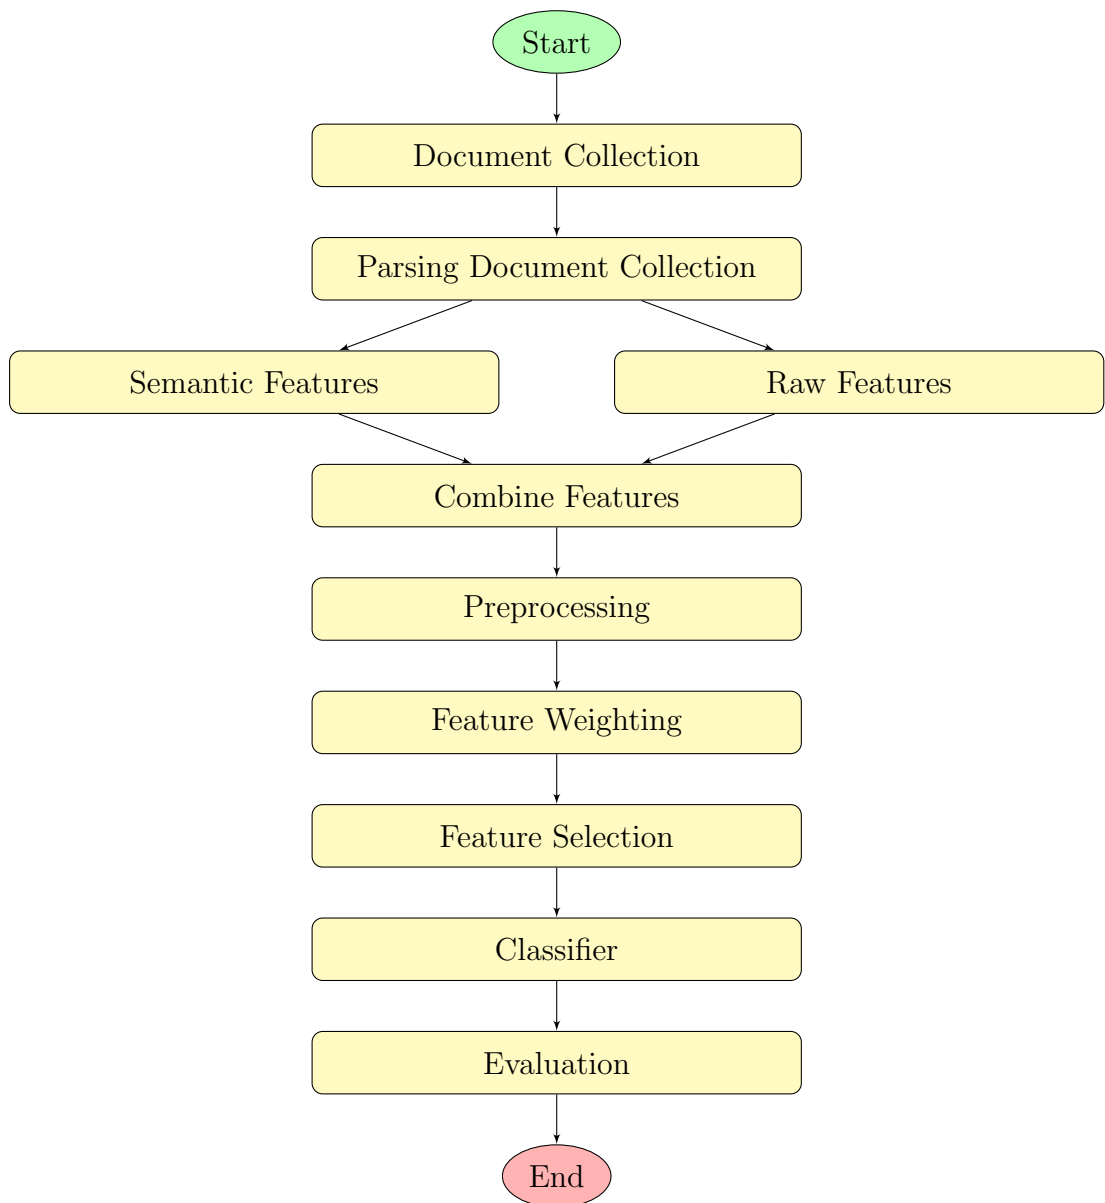 Start
Document Collection
Parsing Document Collection
Semantic Features
Raw Features
Combine Features
Preprocessing
Feature Weighting
Feature Selection
Classifier
Evaluation
End